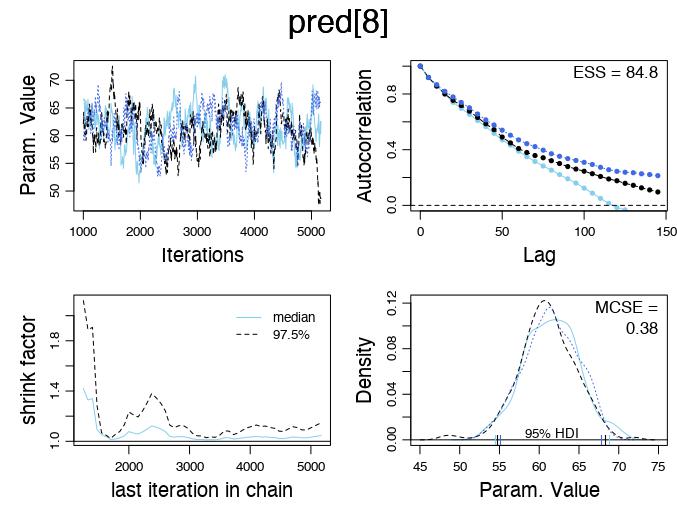 pred[8]
Param. Value
50
55
60
65
70
1000
2000
3000
4000
5000
Iterations
Autocorrelation
0.0
0.4
0.8
ESS = 84.8
0
50
100
150
Lag
shrink factor
1.0
1.4
1.8
median
97.5%
2000
3000
4000
5000
last iteration in chain
Density
0.00
0.04
0.08
0.12
MCSE =
0.38
95% HDI
45
50
55
60
65
70
75
Param. Value